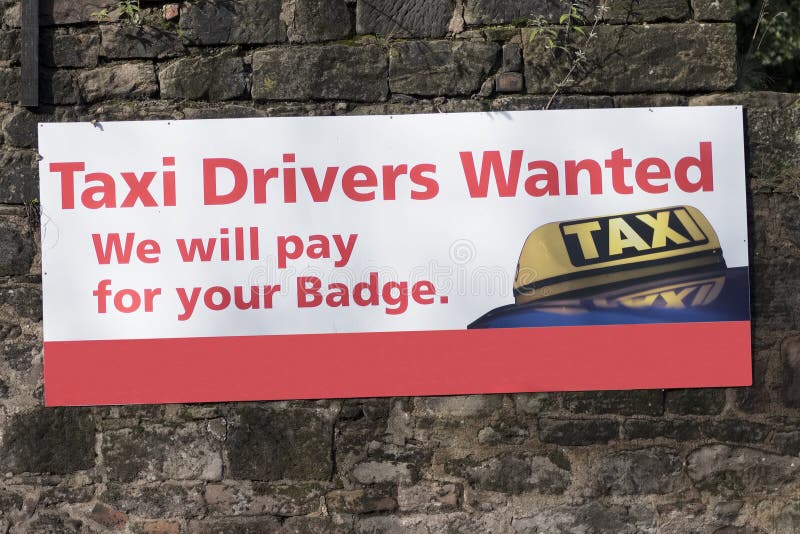 Taxi Drivers Wanted
We will pay
for your Badge.
TAXI